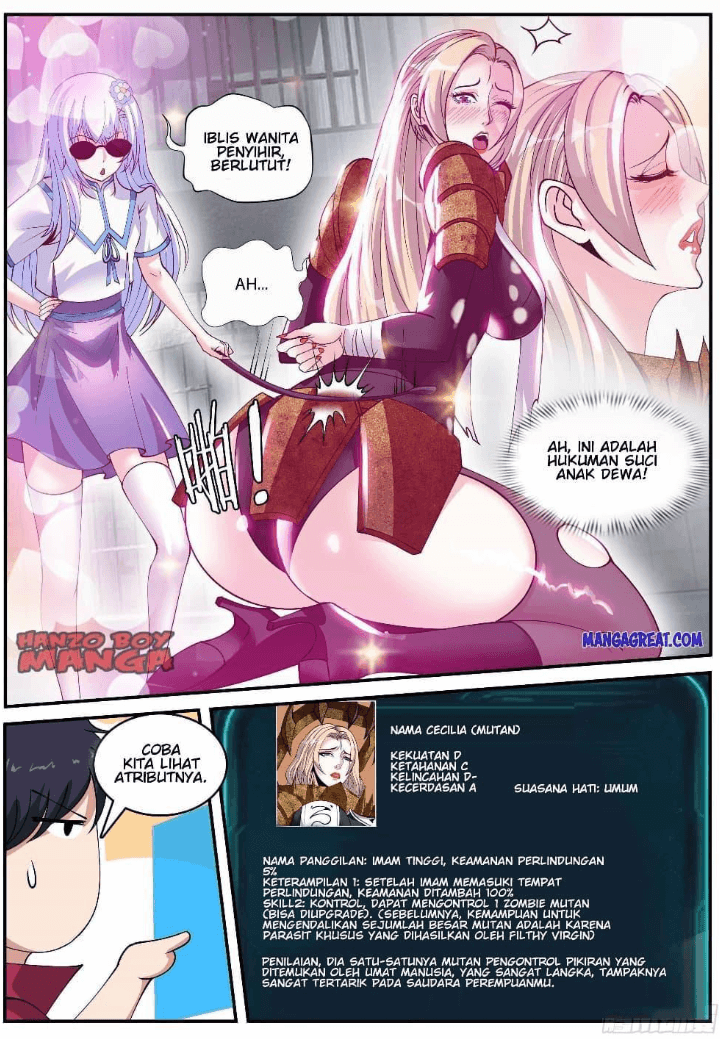 IBLIS WANITA
PENYIHIR,
BERLUTUT!
AH...
AH, INI ADALAH
HUKUMAN SUCI
ANAK DEWA!
HANZO BOY
MANGA
MANGAGREAT.COM
COBA
KITA LIHAT
ATRIBUTNYA.
NAMA CECILIA (MUTAN)
KEKUATAN D
KETAHANAN C
KELINCAHAN D-
KECERDASAN A
SUASANA HATI: UMUM
NAMA PANGGILAN: IMAM TINGGI, KEAMANAN PERLINDUNGAN
5%
KETERAMPILAN 1: SETELAH IMAM MEMASUKI TEMPAT
PERLINDUNGAN, KEAMANAN DITAMBAH 100%
SKILL2: KONTROL, DAPAT MENGONTROL 1 ZOMBIE MUTAN
(BISA DIUPGRADE). (SEBELUMNYA, KEMAMPUAN UNTUK
MENGENDALIKAN SEJUMLAH BESAR MUTAN ADALAH KARENA
PARASIT KHUSUS YANG DIHASILKAN OLEH FILTHY VIRGIN)
PENILAIAN, DIA SATU-SATUNYA MUTAN PENGONTROL PIKIRAN YANG
DITEMUKAN OLEH UMAT MANUSIA, YANG SANGAT LANGKA, TAMPAKNYA
SANGAT TERTARIK PADA SAUDARA PEREMPUANMU.